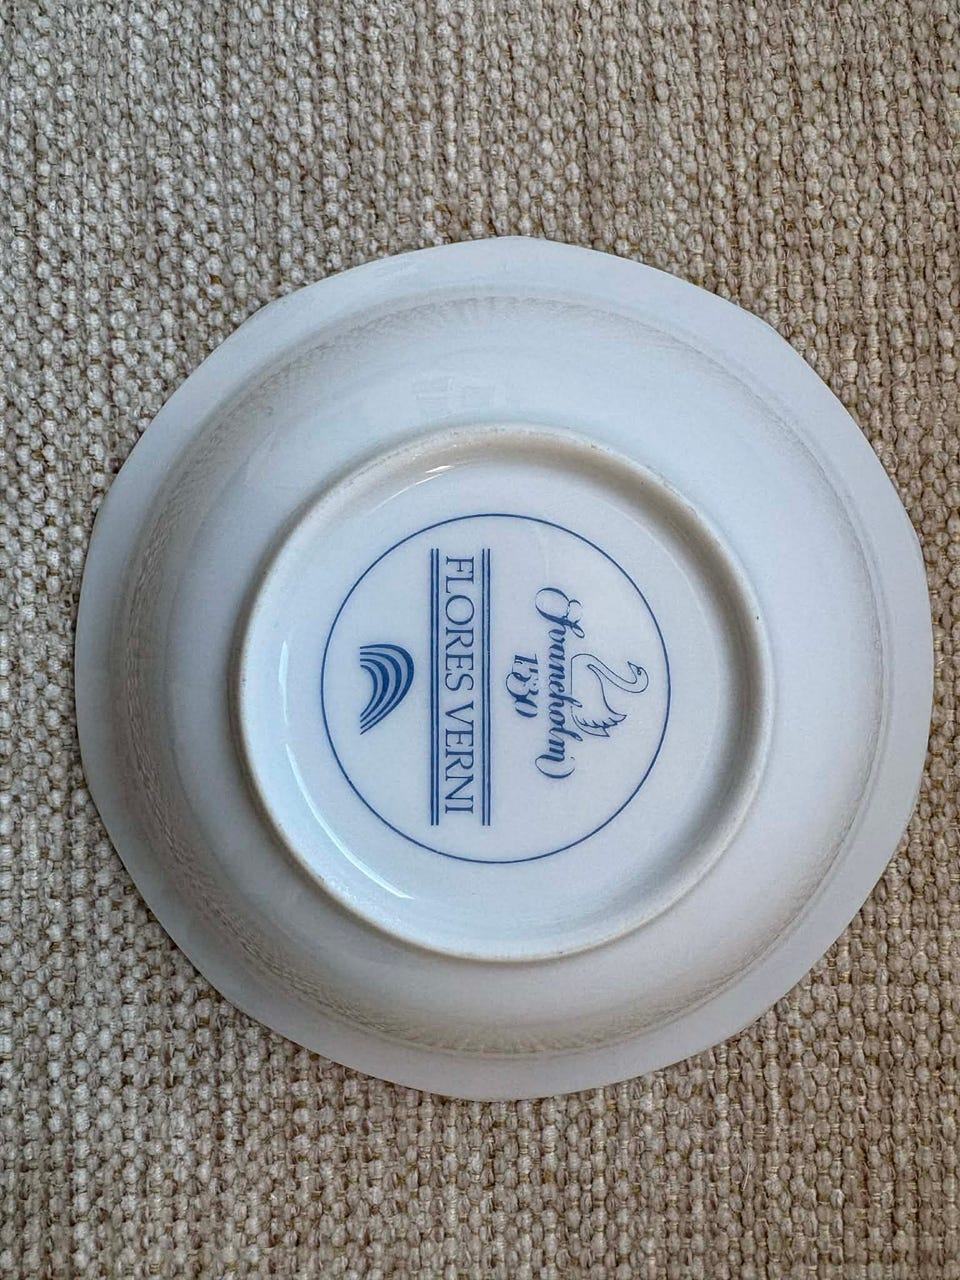 Svaneholm
1530
FLORES VERNI